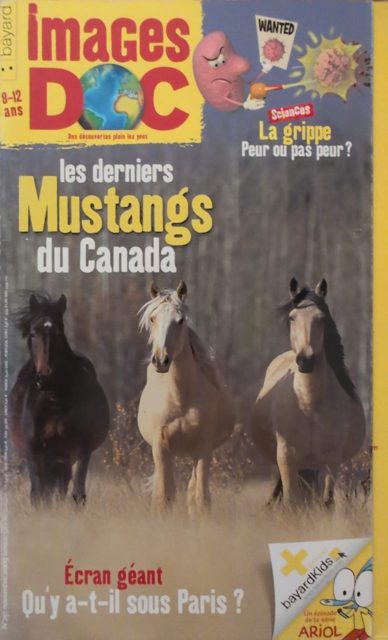 bayard
8-12
ans
images
DOC
Des découvertes plein les yeux
WANTED
Sciences
La grippe
Peur ou pas peur ?
les derniers
Mustangs
du Canada
Écran géant
Qu'y a-t-il sous Paris ?
bayardKids
Un épisode
de la série
ARiOL